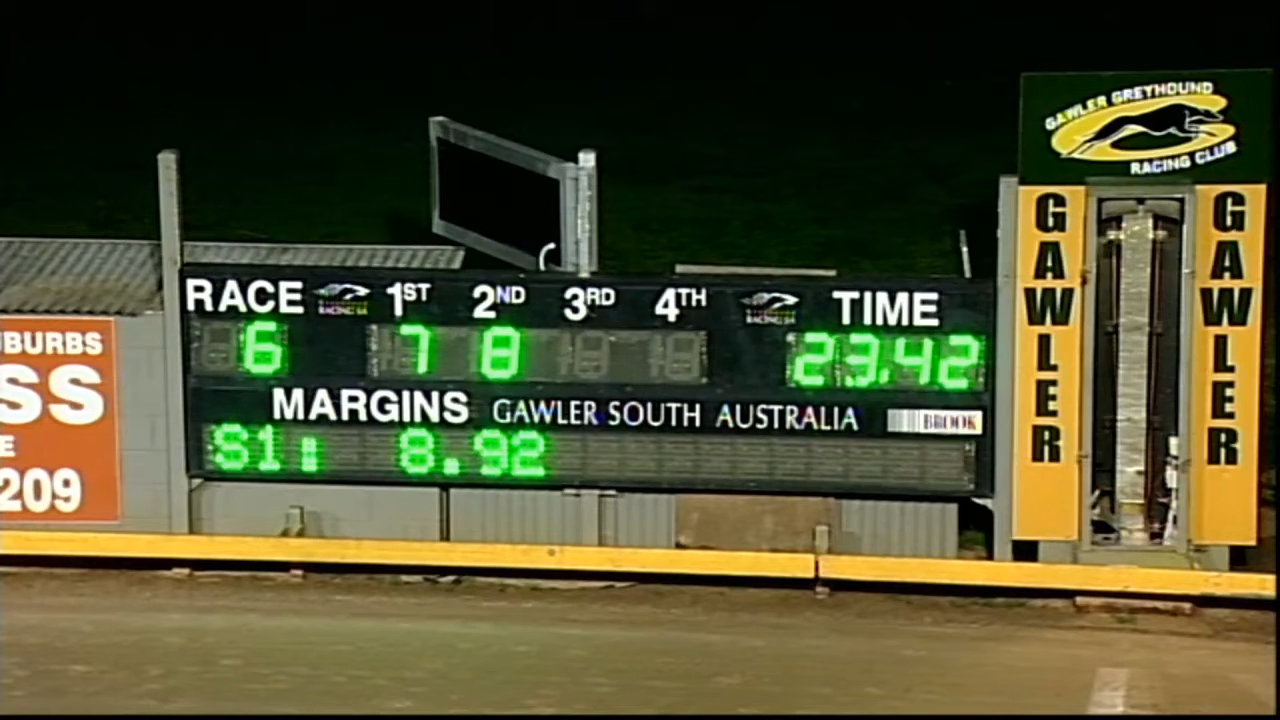 GAWLER GREYHOUND
RACING CLUB
RACE 1ST 2ND 3RD 4TH TIME
6 7 8 23.42
MARGINS GAWLER SOUTH AUSTRALIA BROOK
S1: 8.92
GAWLER
GAWLER
BURBS
SS
E
209